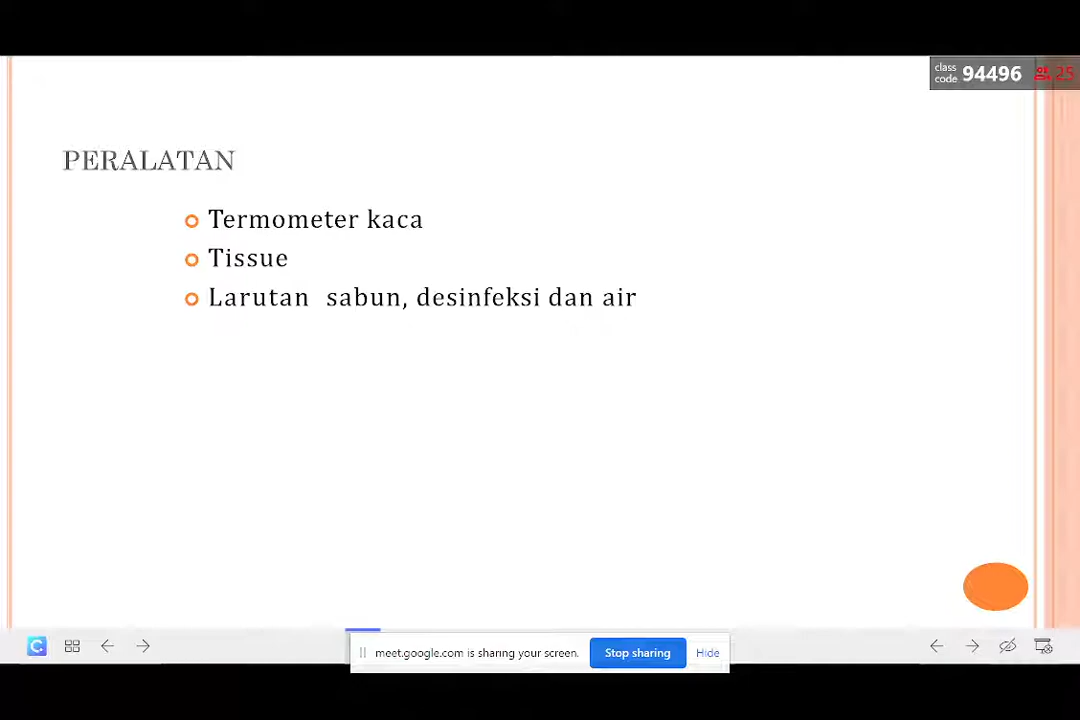 class code 94496 25
PERALATAN
Termometer kaca
Tissue
Larutan sabun, desinfeksi dan air
meet.google.com is sharing your screen. Stop sharing Hide